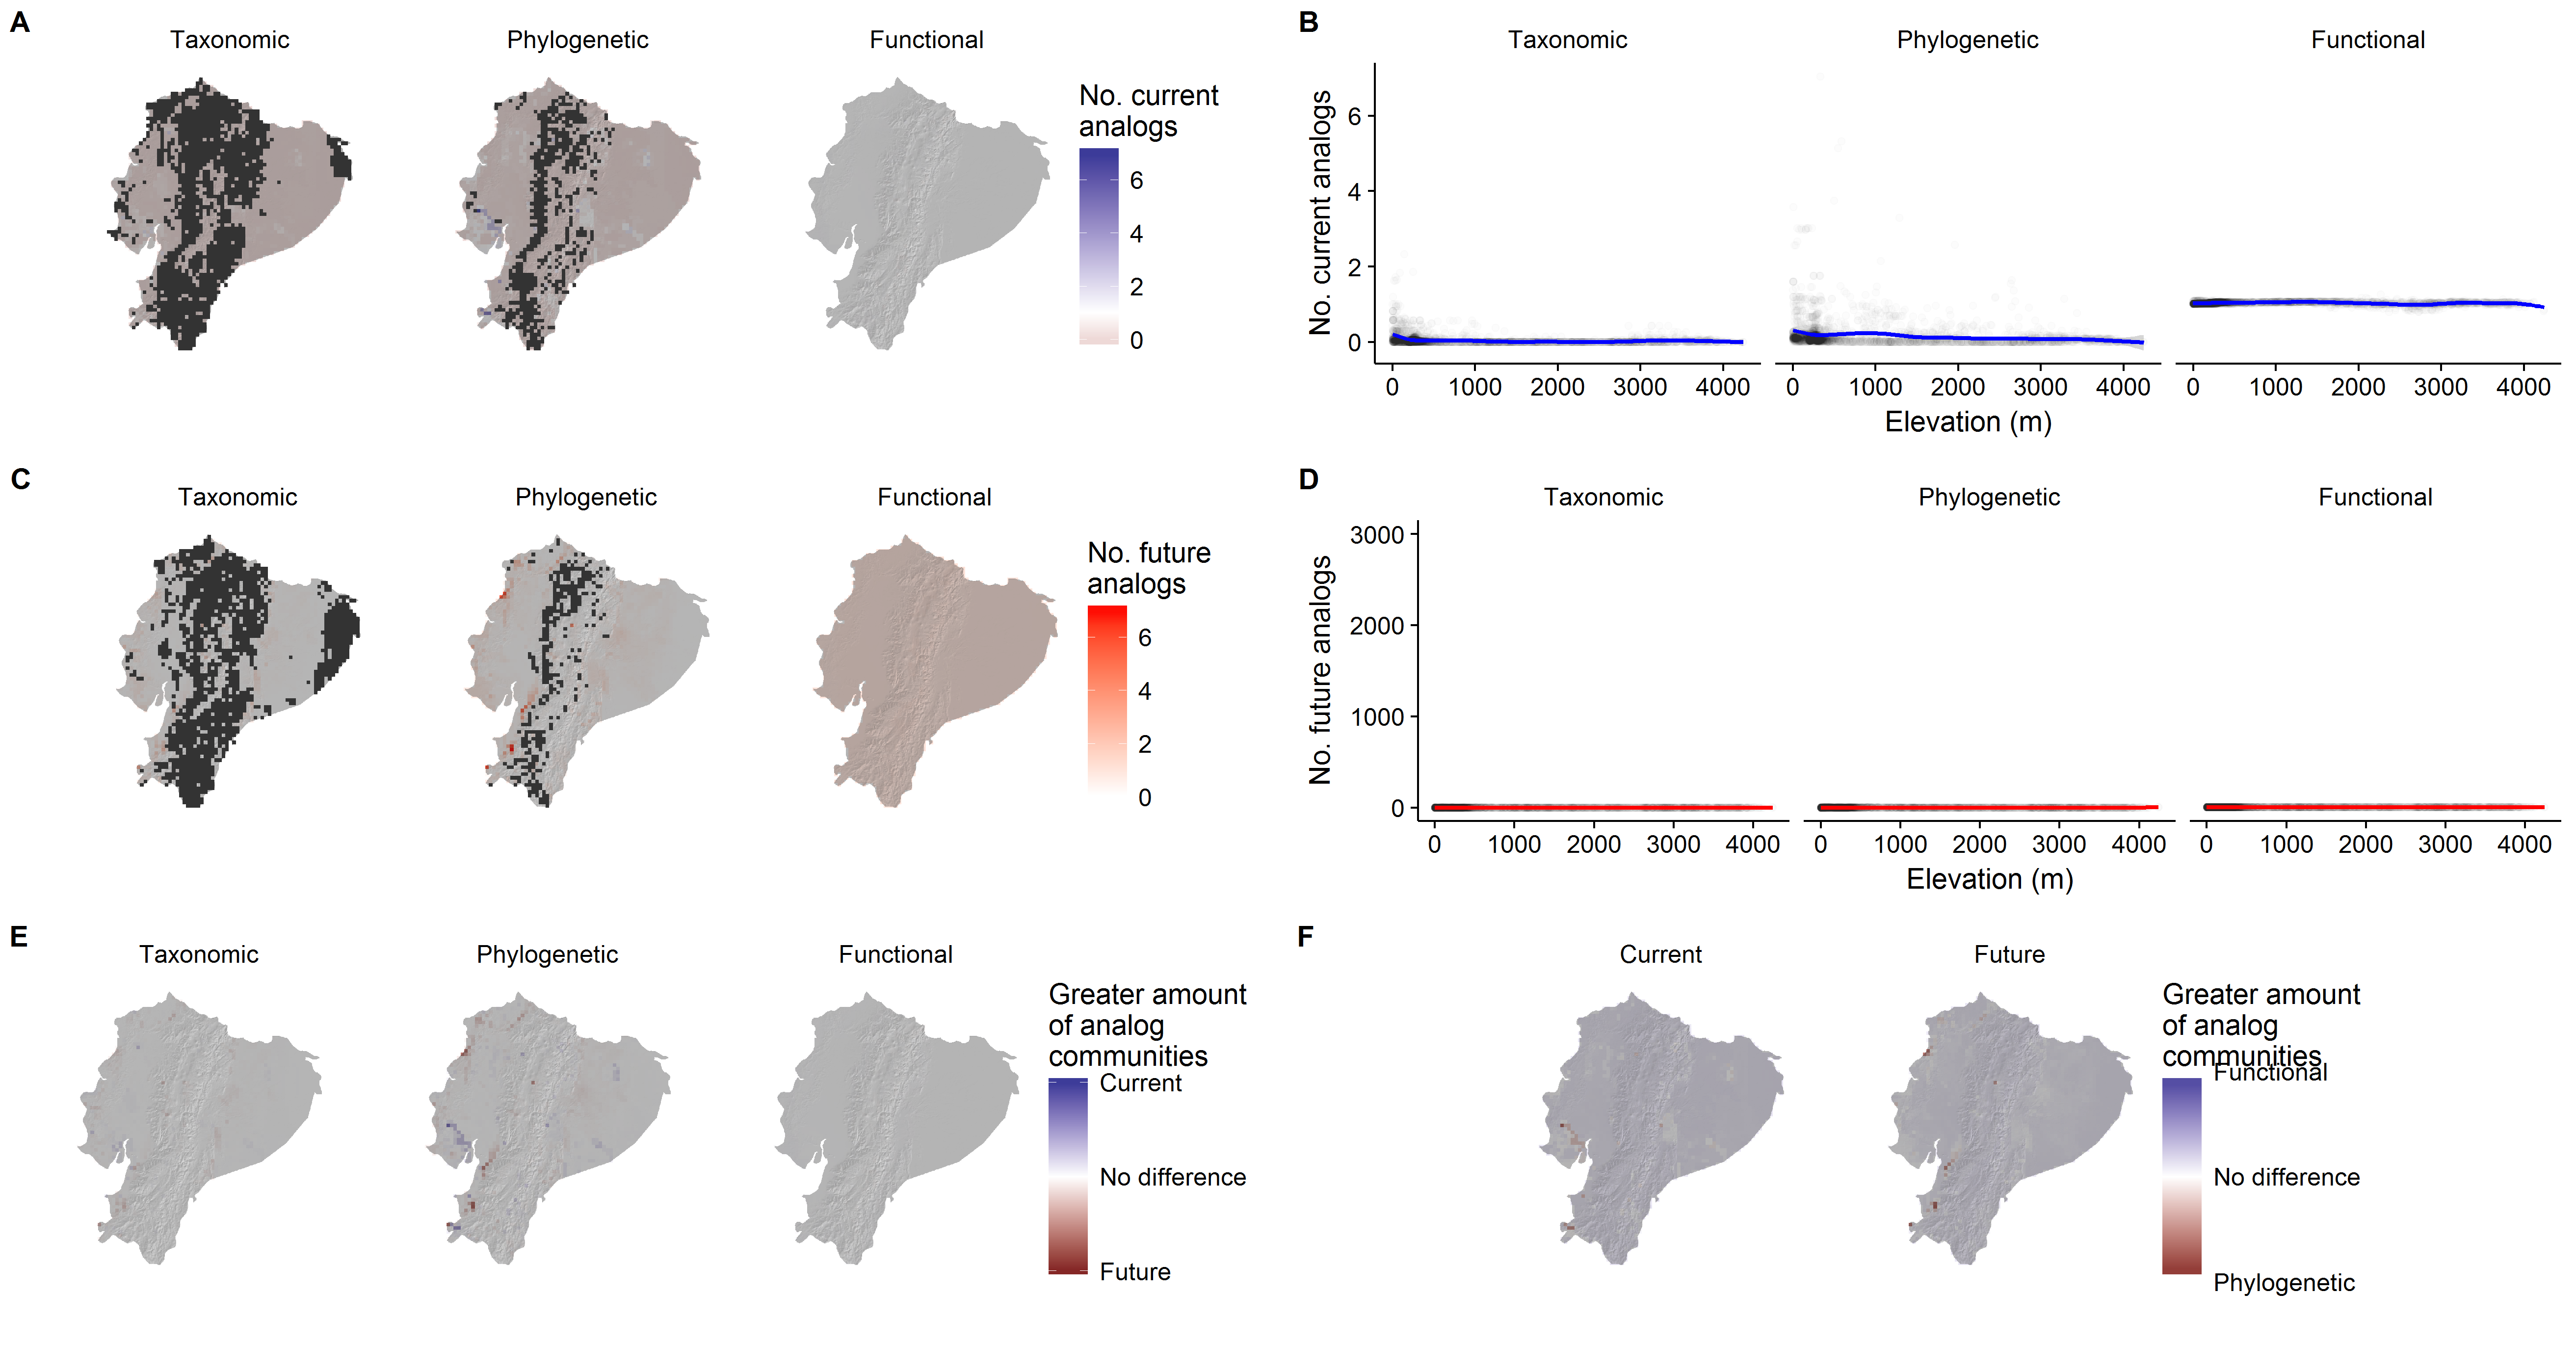 A
Taxonomic
Phylogenetic
Functional
No. current
analogs
6
4
2
0
B
Taxonomic
Phylogenetic
Functional
No. current analogs
6
4
2
0
0 1000 2000 3000 4000
0 1000 2000 3000 4000
0 1000 2000 3000 4000
Elevation (m)
C
Taxonomic
Phylogenetic
Functional
No. future
analogs
6
4
2
0
D
Taxonomic
Phylogenetic
Functional
No. future analogs
3000
2000
1000
0
0 1000 2000 3000 4000
0 1000 2000 3000 4000
0 1000 2000 3000 4000
Elevation (m)
E
Taxonomic
Phylogenetic
Functional
Greater amount
of analog
communities
Current
No difference
Future
F
Current
Future
Greater amount
of analog
communities
Functional
No difference
Phylogenetic